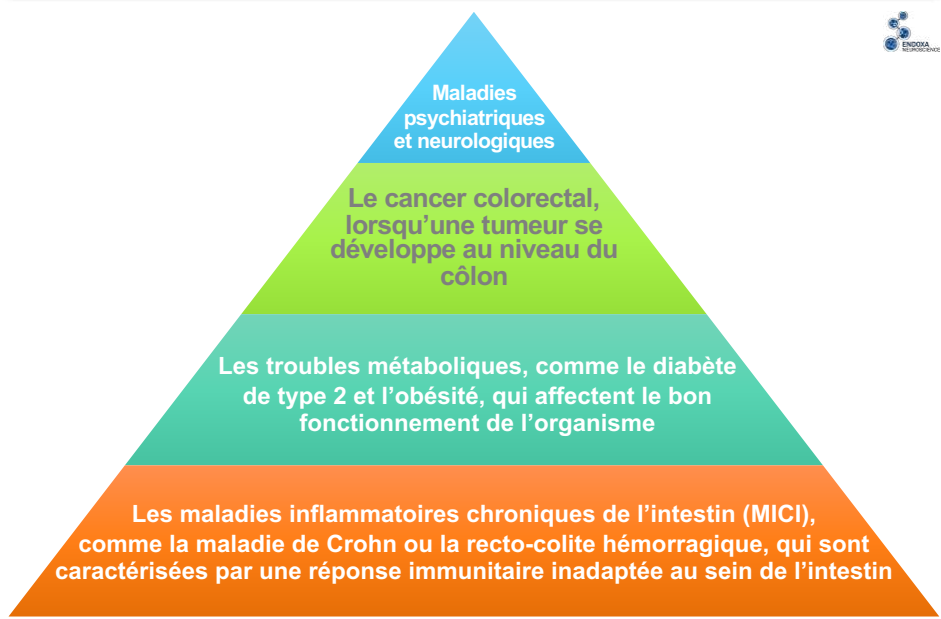 ENDOXA
NEUROSCIENCE
Maladies
psychiatriques
et neurologiques
Le cancer colorectal,
lorsqu’une tumeur se
développe au niveau du
côlon
Les troubles métaboliques, comme le diabète
de type 2 et l’obésité, qui affectent le bon
fonctionnement de l’organisme
Les maladies inflammatoires chroniques de l’intestin (MICI),
comme la maladie de Crohn ou la recto-colite hémorragique, qui sont
caractérisées par une réponse immunitaire inadaptée au sein de l’intestin